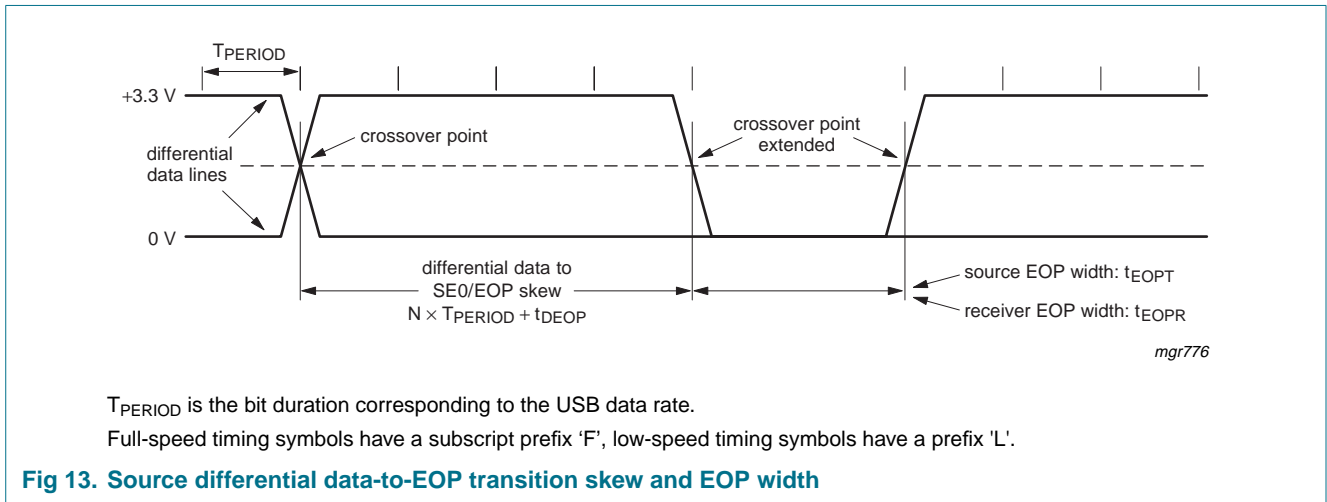 TPERIOD
+3.3 V
crossover point
crossover point
extended
differential
data lines
0 V
differential data to
SE0/EOP skew
N × TPERIOD + tDEOP
source EOP width: tEOPT
receiver EOP width: tEOPR
mgr776
TPERIOD is the bit duration corresponding to the USB data rate.
Full-speed timing symbols have a subscript prefix ‘F’, low-speed timing symbols have a prefix 'L'.
Fig 13. Source differential data-to-EOP transition skew and EOP width